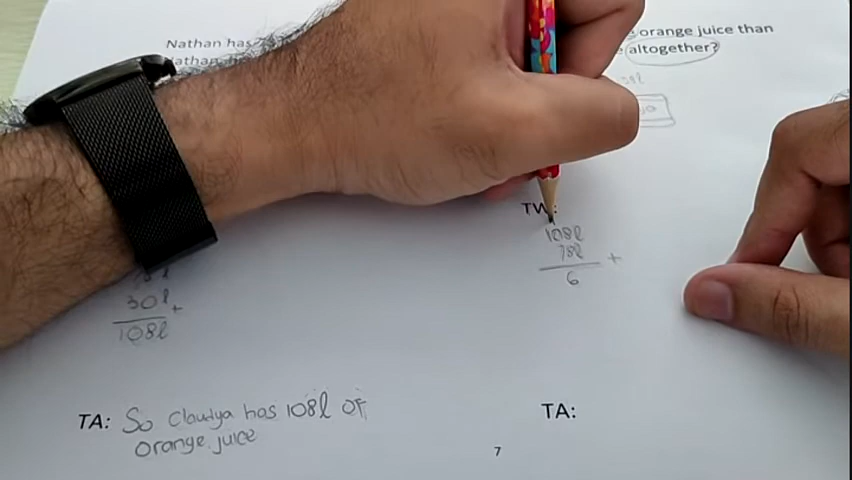 Nathan has
Nathan
orange juice than
altogether?
TW:
108l
78l
+
6
30l
+
108l
TA: So claudya has 108l of
orange juice
TA:
7